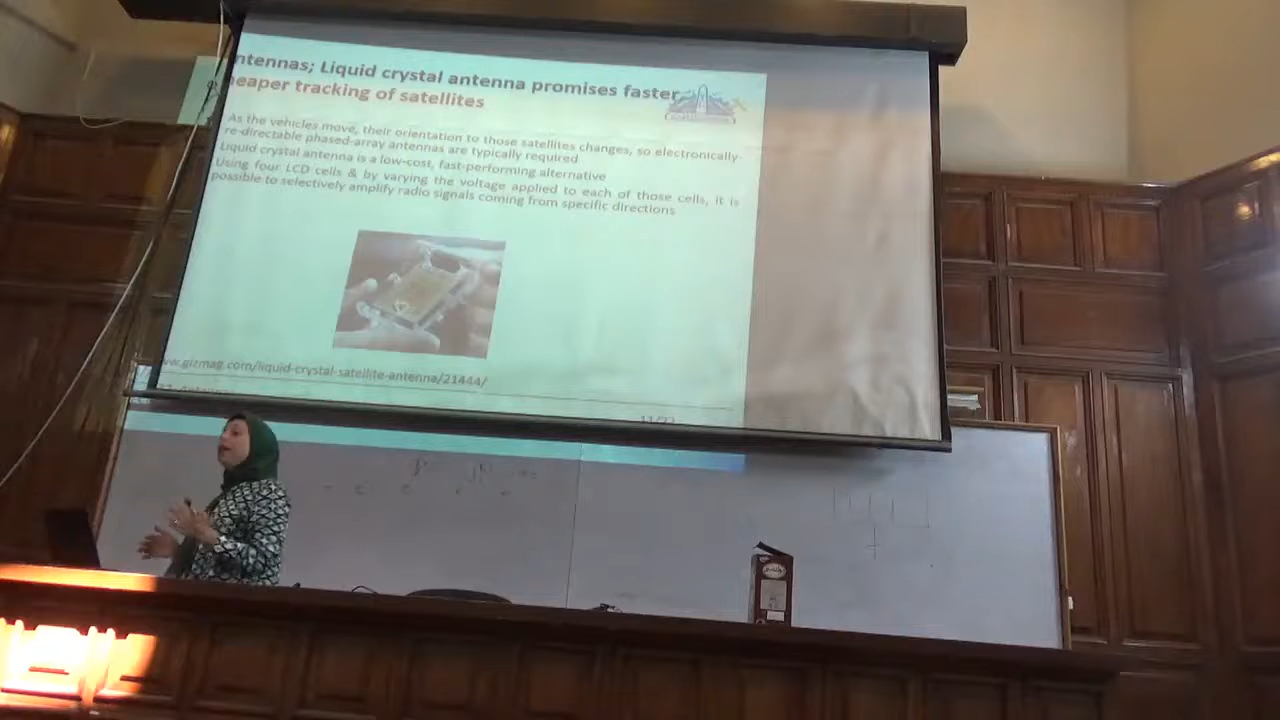 ntennas; Liquid crystal antenna promises faster
eaper tracking of satellites
As the vehicles move, their orientation to those satellites changes, so electronically-
re-directable phased-array antennas are typically required
Liquid crystal antenna is a low-cost, fast-performing alternative
Using four LCD cells & by varying the voltage applied to each of those cells, it is
possible to selectively amplify radio signals coming from specific directions
w.gizmag.com/liquid-crystal-satellite-antenna/21444/